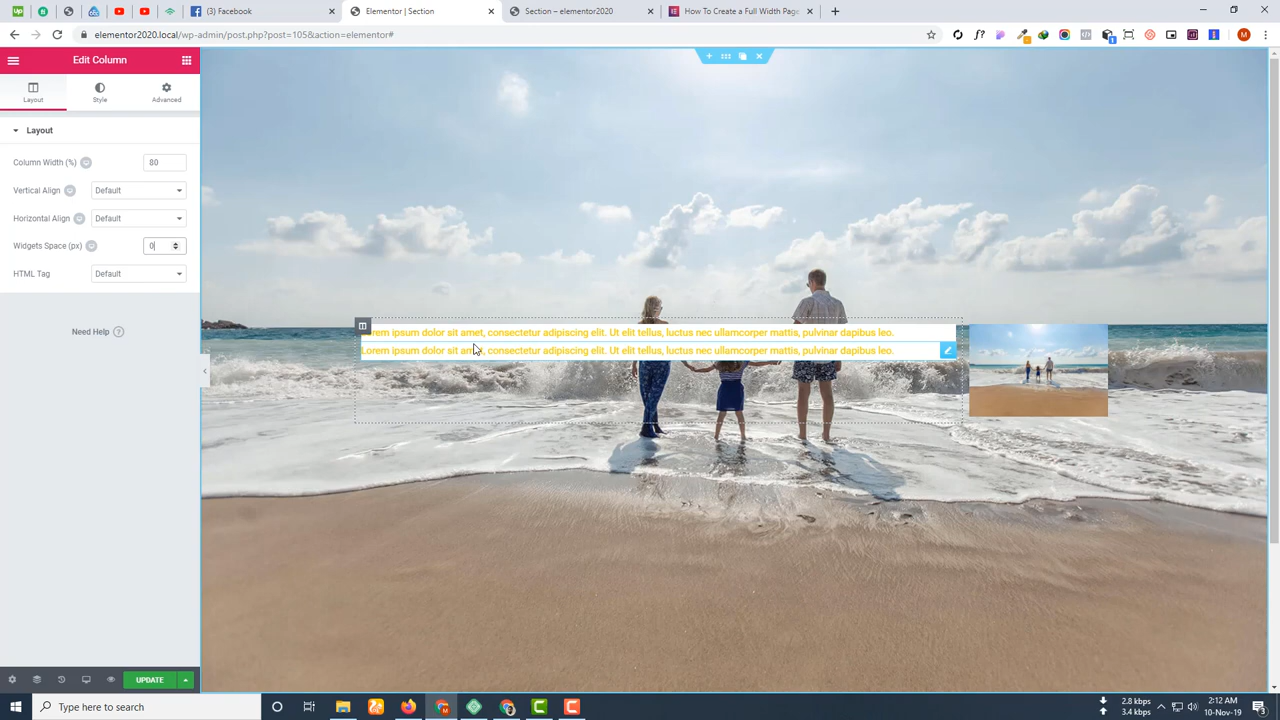 (3) Facebook
Elementor | Section
Section – elementor2020
How To Create a Full Width Page
elementor2020.local/wp-admin/post.php?post=105&action=elementor#
Edit Column
Layout
Style
Advanced
Layout
Column Width (%)
80
Vertical Align
Default
Horizontal Align
Default
Widgets Space (px)
0
HTML Tag
Default
Need Help
UPDATE
Lorem ipsum dolor sit amet, consectetur adipiscing elit. Ut elit tellus, luctus nec ullamcorper mattis, pulvinar dapibus leo.
Lorem ipsum dolor sit amet, consectetur adipiscing elit. Ut elit tellus, luctus nec ullamcorper mattis, pulvinar dapibus leo.
Type here to search
2.8 kbps
3.4 kbps
2:12 AM
10-Nov-19